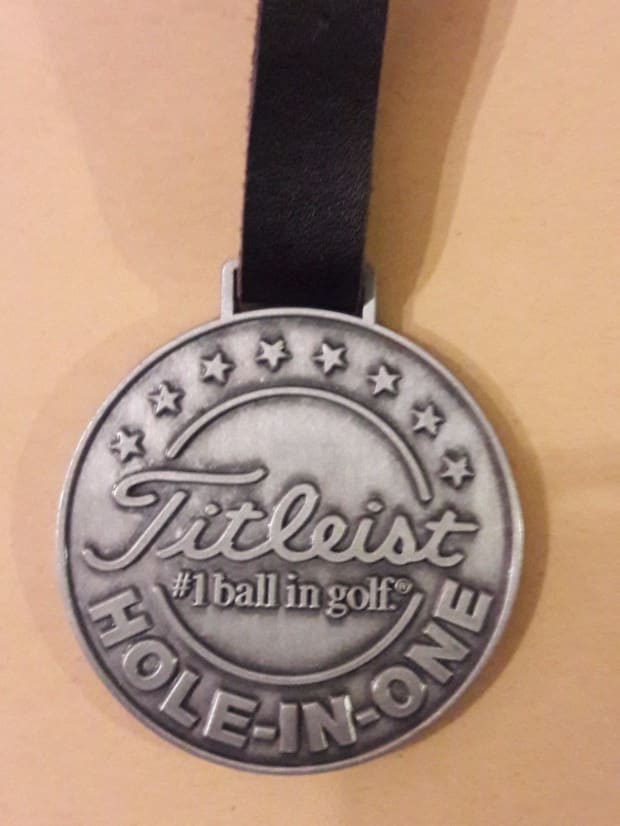 Titleist
#1 ball in golf.®
HOLE-IN-ONE